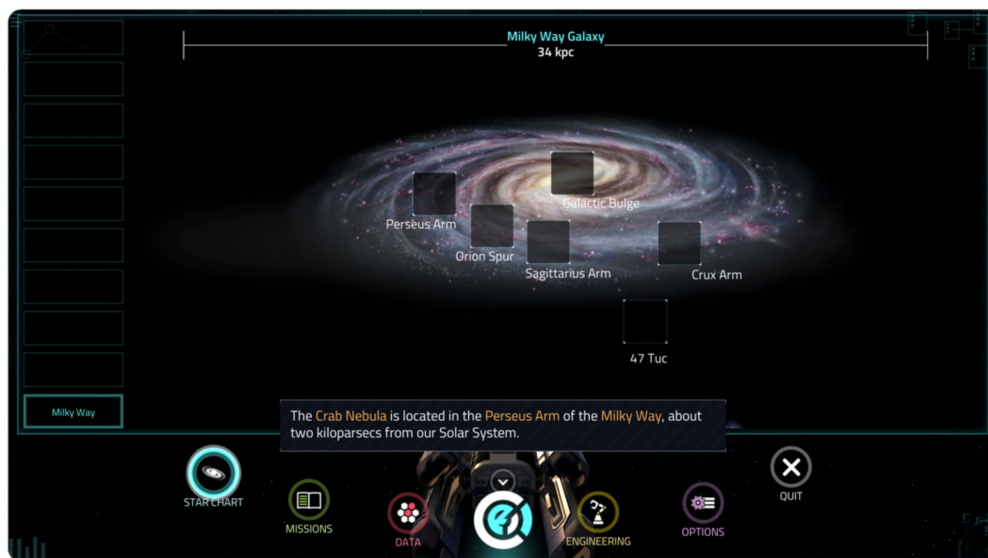 Milky Way Galaxy
34 kpc
Galactic Bulge
Perseus Arm
Orion Spur
Sagittarius Arm
Crux Arm
47 Tuc
Milky Way
The Crab Nebula is located in the Perseus Arm of the Milky Way, about
two kiloparsecs from our Solar System.
STAR CHART
MISSIONS
DATA
ENGINEERING
OPTIONS
QUIT